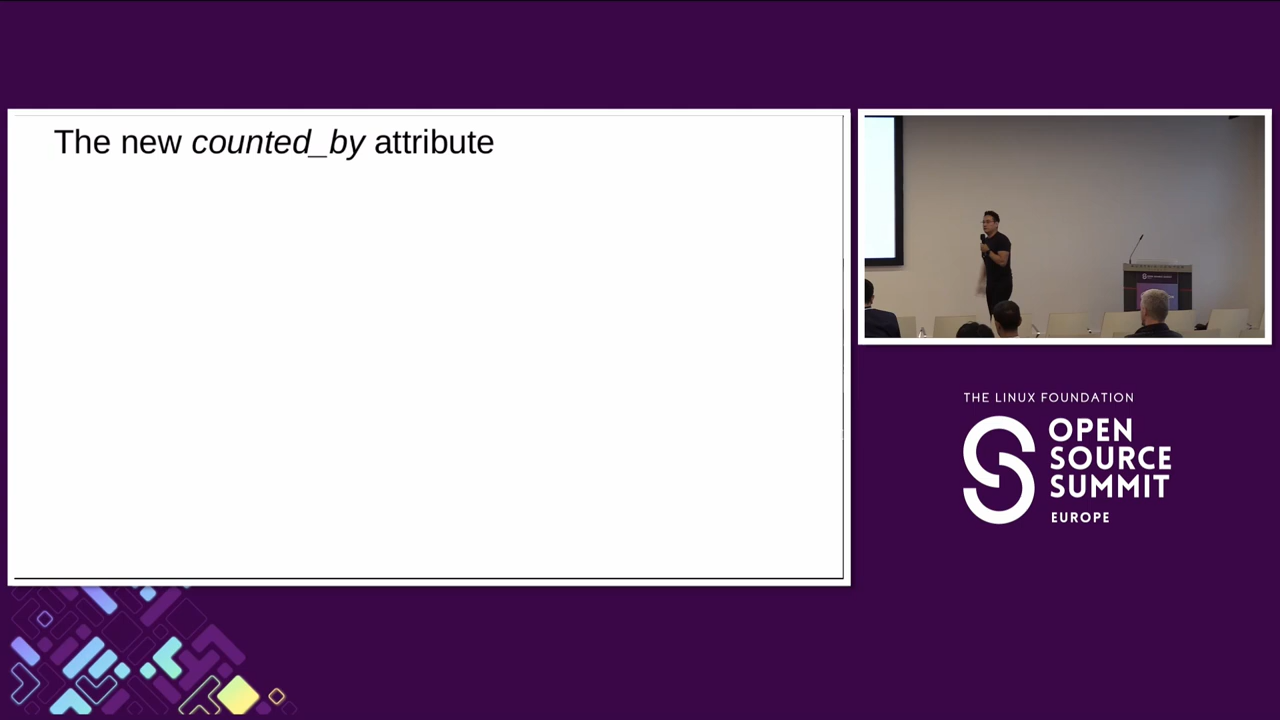 The new counted_by attribute
THE LINUX FOUNDATION
OPEN
SOURCE
SUMMIT
EUROPE